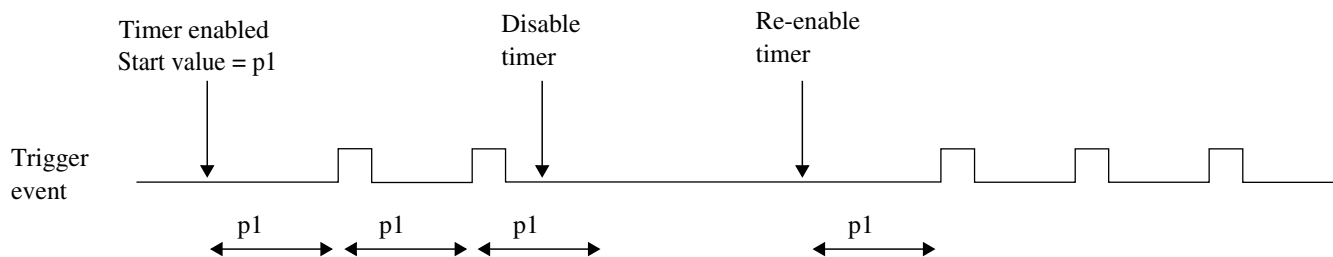 Timer enabled
Start value = p1
Disable
timer
Re-enable
timer
Trigger
event
p1
p1
p1
p1